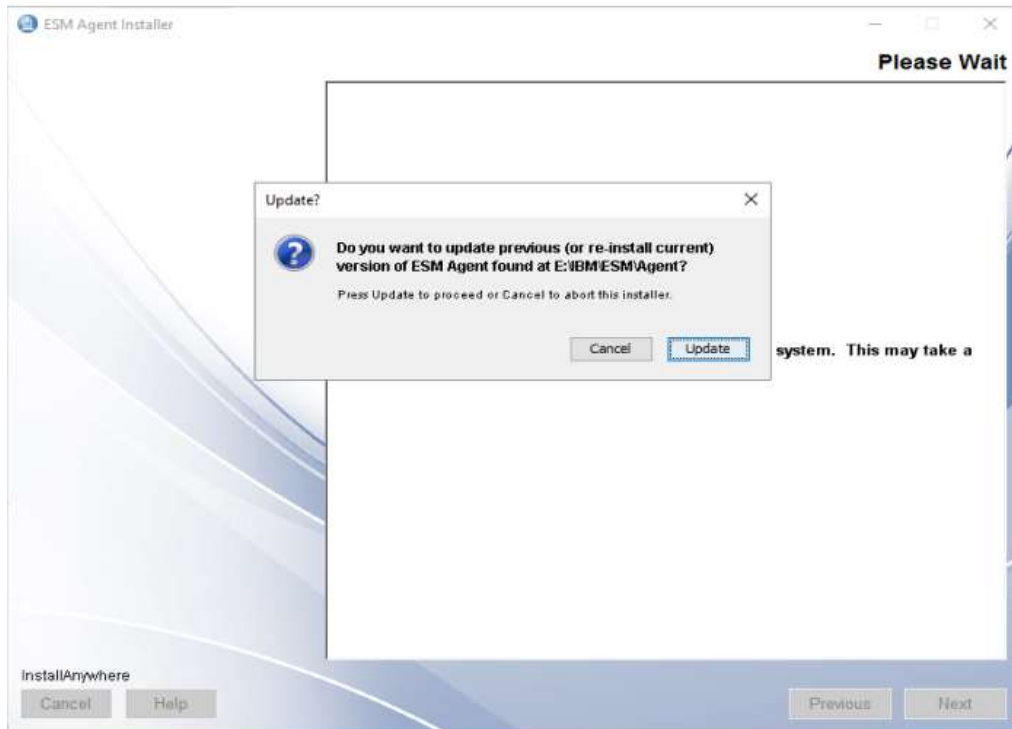 ESM Agent Installer
Please Wait
Update?
Do you want to update previous (or re-install current)
version of ESM Agent found at E:\IBM\ESM\Agent?
Press Update to proceed or Cancel to abort this installer.
Cancel Update
system. This may take a
InstallAnywhere
Cancel Help Previous Next